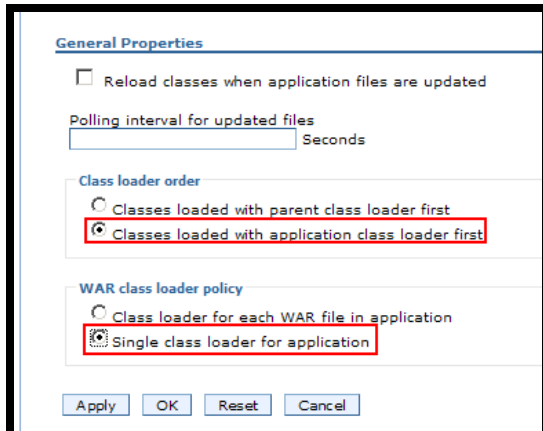 General Properties
Reload classes when application files are updated
Polling interval for updated files
Seconds
Class loader order
Classes loaded with parent class loader first
Classes loaded with application class loader first
WAR class loader policy
Class loader for each WAR file in application
Single class loader for application
Apply OK Reset Cancel